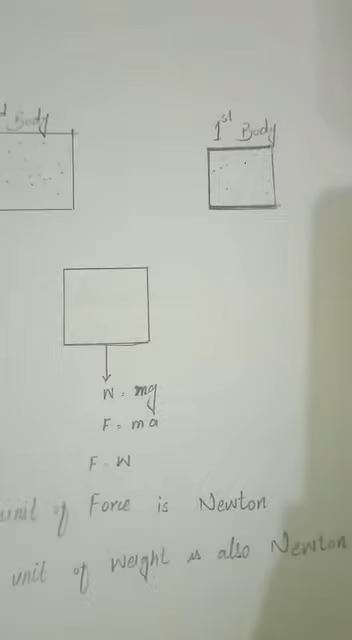 d Body
1st Body
W = mg
F = ma
F = W
unit of Force is Newton
unit of weight is also Newton